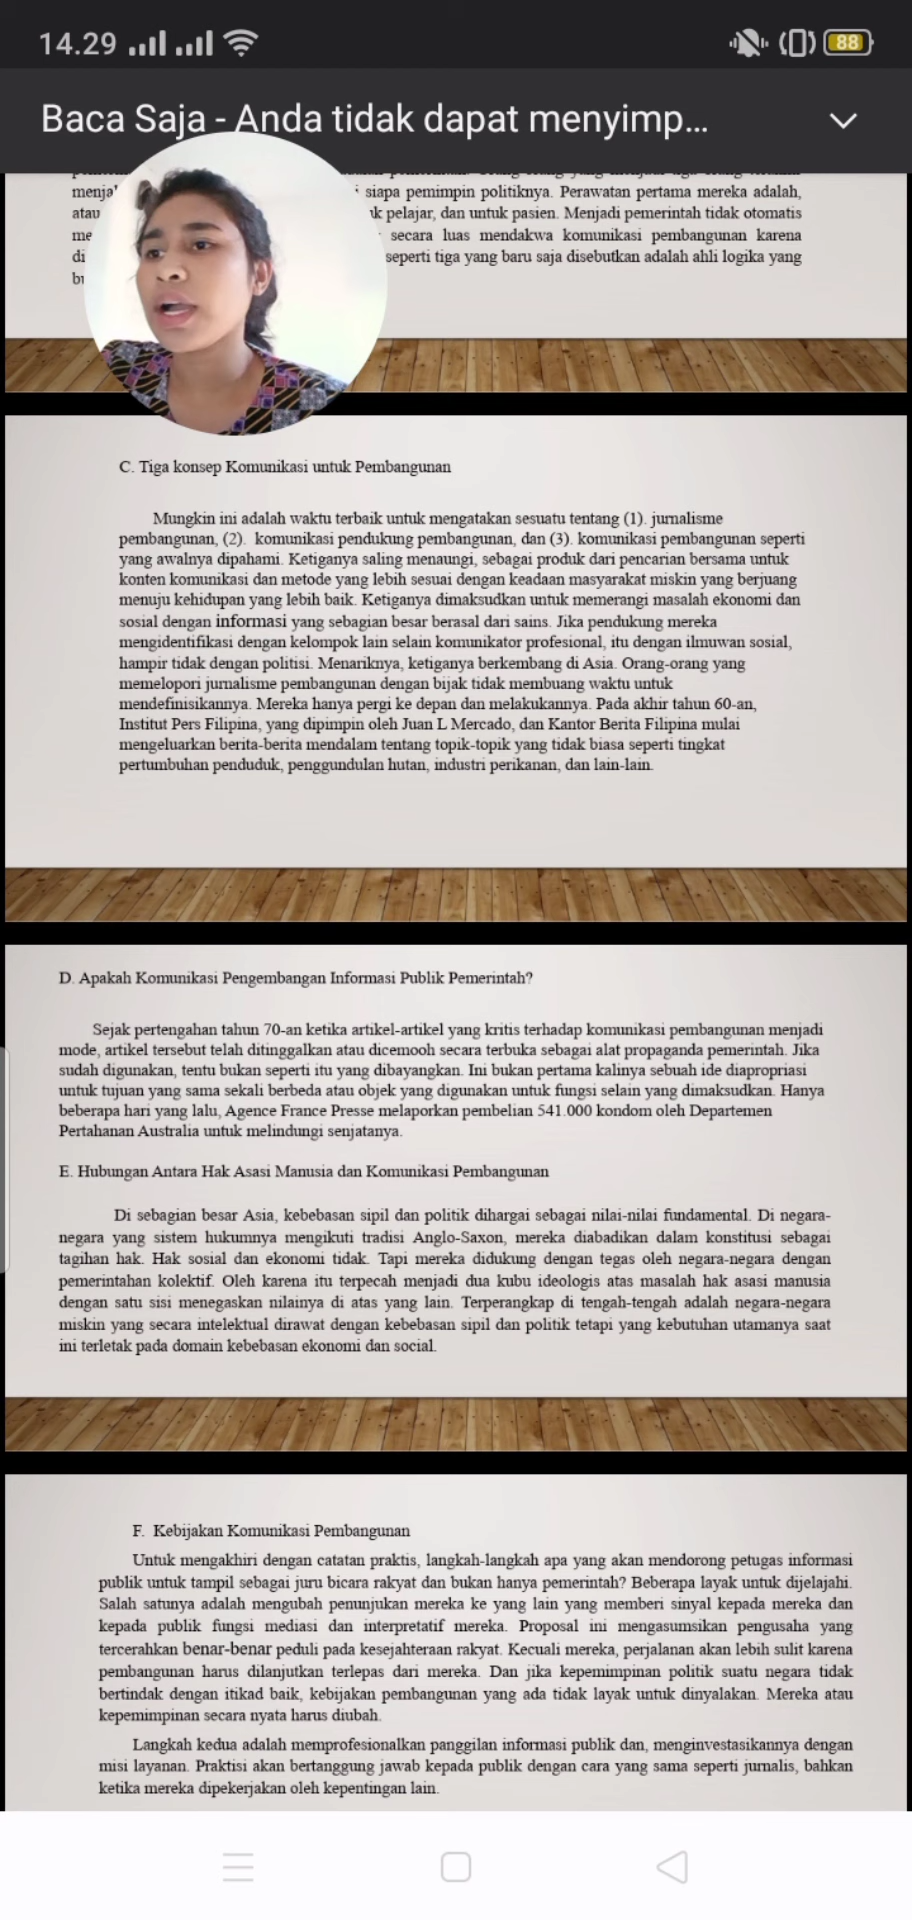 14.29
88
Baca Saja - Anda tidak dapat menyimp...
siapa pemimpin politiknya. Perawatan pertama mereka adalah,
atau pelajar, dan untuk pasien. Menjadi pemerintah tidak otomatis
secara luas mendakwa komunikasi pembangunan karena
seperti tiga yang baru saja disebutkan adalah ahli logika yang
C. Tiga konsep Komunikasi untuk Pembangunan
Mungkin ini adalah waktu terbaik untuk mengatakan sesuatu tentang (1). jurnalisme
pembangunan, (2). komunikasi pendukung pembangunan, dan (3). komunikasi pembangunan seperti
yang awalnya dipahami. Ketiganya saling menaungi, sebagai produk dari pencarian bersama untuk
konten komunikasi dan metode yang lebih sesuai dengan keadaan masyarakat miskin yang berjuang
menuju kehidupan yang lebih baik. Ketiganya dimaksudkan untuk memerangi masalah ekonomi dan
sosial dengan informasi yang sebagian besar berasal dari sains. Jika pendukung mereka
mengidentifikasi dengan kelompok lain selain komunikator profesional, itu dengan ilmuwan sosial,
hampir tidak dengan politisi. Menariknya, ketiganya berkembang di Asia. Orang-orang yang
memelopori jurnalisme pembangunan dengan bijak tidak membuang waktu untuk
mendefinisikannya. Mereka hanya pergi ke depan dan melakukannya. Pada akhir tahun 60-an,
Institut Pers Filipina, yang dipimpin oleh Juan L Mercado, dan Kantor Berita Filipina mulai
mengeluarkan berita-berita mendalam tentang topik-topik yang tidak biasa seperti tingkat
pertumbuhan penduduk, penggundulan hutan, industri perikanan, dan lain-lain.
D. Apakah Komunikasi Pengembangan Informasi Publik Pemerintah?
Sejak pertengahan tahun 70-an ketika artikel-artikel yang kritis terhadap komunikasi pembangunan menjadi
mode, artikel tersebut telah ditinggalkan atau dicemooh secara terbuka sebagai alat propaganda pemerintah. Jika
sudah digunakan, tentu bukan seperti itu yang dibayangkan. Ini bukan pertama kalinya sebuah ide diapropriasi
untuk tujuan yang sama sekali berbeda atau objek yang digunakan untuk fungsi selain yang dimaksudkan. Hanya
beberapa hari yang lalu, Agence France Presse melaporkan pembelian 541.000 kondom oleh Departemen
Pertahanan Australia untuk melindungi senjatanya.
E. Hubungan Antara Hak Asasi Manusia dan Komunikasi Pembangunan
Di sebagian besar Asia, kebebasan sipil dan politik dihargai sebagai nilai-nilai fundamental. Di negara-
negara yang sistem hukumnya mengikuti tradisi Anglo-Saxon, mereka diabadikan dalam konstitusi sebagai
tagihan hak. Hak sosial dan ekonomi tidak. Tapi mereka didukung dengan tegas oleh negara-negara dengan
pemerintahan kolektif. Oleh karena itu terpecah menjadi dua kubu ideologis atas masalah hak asasi manusia
dengan satu sisi menegaskan nilainya di atas yang lain. Terperangkap di tengah-tengah adalah negara-negara
miskin yang secara intelektual dirawat dengan kebebasan sipil dan politik tetapi yang kebutuhan utamanya saat
ini terletak pada domain kebebasan ekonomi dan social.
F. Kebijakan Komunikasi Pembangunan
Untuk mengakhiri dengan catatan praktis, langkah-langkah apa yang akan mendorong petugas informasi
publik untuk tampil sebagai juru bicara rakyat dan bukan hanya pemerintah? Beberapa layak untuk dijelajahi.
Salah satunya adalah mengubah penunjukan mereka ke yang lain yang memberi sinyal kepada mereka dan
kepada publik fungsi mediasi dan interpretatif mereka. Proposal ini mengasumsikan pengusaha yang
tercerahkan benar-benar peduli pada kesejahteraan rakyat. Kecuali mereka, perjalanan akan lebih sulit karena
pembangunan harus dilanjutkan terlepas dari mereka. Dan jika kepemimpinan politik suatu negara tidak
bertindak dengan itikad baik, kebijakan pembangunan yang ada tidak layak untuk dinyalakan. Mereka atau
kepemimpinan secara nyata harus diubah.
Langkah kedua adalah memprofesionalkan panggilan informasi publik dan, menginvestasikannya dengan
misi layanan. Praktisi akan bertanggung jawab kepada publik dengan cara yang sama seperti jurnalis, bahkan
ketika mereka dipekerjakan oleh kepentingan lain.